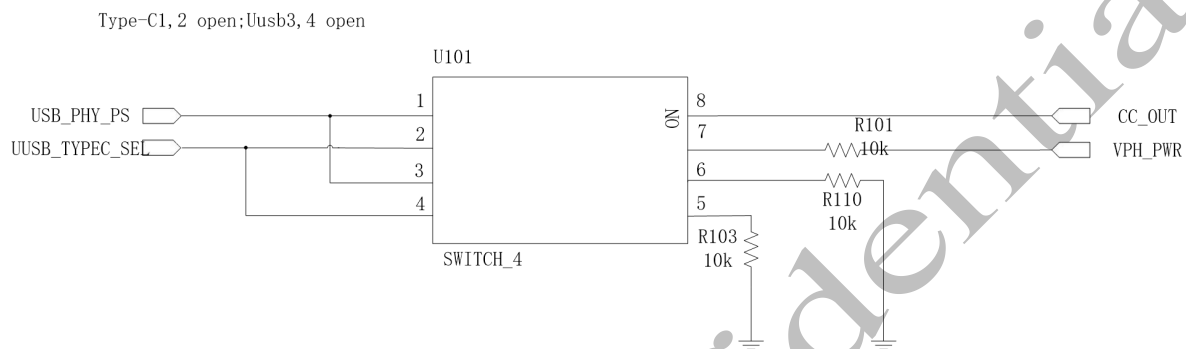 Type-C1,2 open;Uusb3,4 open
U101
USB_PHY_PS
UUSB_TYPEC_SEL
1
2
3
4
ON
8
7
6
5
R101
10k
R110
10k
R103
10k
CC_OUT
VPH_PWR
SWITCH_4